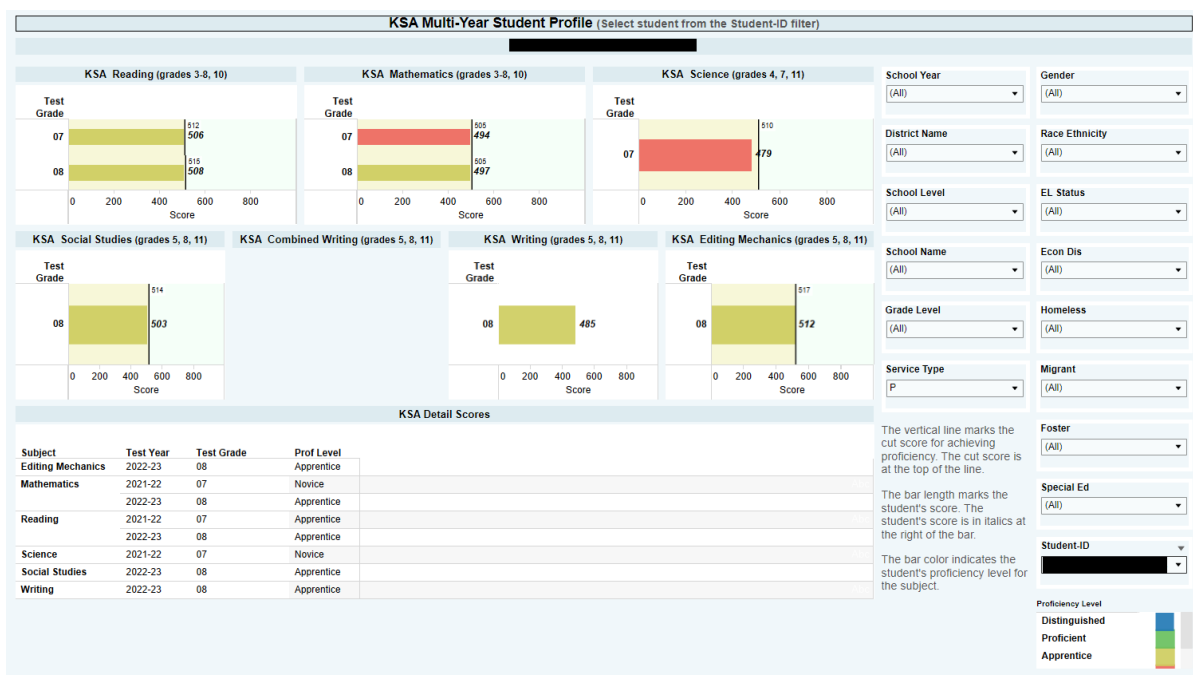 KSA Multi-Year Student Profile (Select student from the Student-ID filter)
KSA Reading (grades 3-8, 10)
Test
Grade
07
512
506
08
515
508
0 200 400 600 800
Score
KSA Mathematics (grades 3-8, 10)
Test
Grade
07
505
494
08
505
497
0 200 400 600 800
Score
KSA Science (grades 4, 7, 11)
Test
Grade
07
510
479
0 200 400 600 800
Score
KSA Social Studies (grades 5, 8, 11)
Test
Grade
08
514
503
0 200 400 600 800
Score
KSA Combined Writing (grades 5, 8, 11)
KSA Writing (grades 5, 8, 11)
Test
Grade
08
485
0 200 400 600 800
Score
KSA Editing Mechanics (grades 5, 8, 11)
Test
Grade
08
517
512
0 200 400 600 800
Score
KSA Detail Scores
Subject Test Year Test Grade Prof Level
Editing Mechanics 2022-23 08 Apprentice
Mathematics 2021-22 07 Novice
2022-23 08 Apprentice
Reading 2021-22 07 Apprentice
2022-23 08 Apprentice
Science 2021-22 07 Novice
Social Studies 2022-23 08 Apprentice
Writing 2022-23 08 Apprentice
School Year
(All)
District Name
(All)
School Level
(All)
School Name
(All)
Grade Level
(All)
Service Type
P
The vertical line marks the
cut score for achieving
proficiency. The cut score is
at the top of the line.
The bar length marks the
student's score. The
student's score is in italics at
the right of the bar.
The bar color indicates the
student's proficiency level for
the subject.
Gender
(All)
Race Ethnicity
(All)
EL Status
(All)
Econ Dis
(All)
Homeless
(All)
Migrant
(All)
Foster
(All)
Special Ed
(All)
Student-ID
Proficiency Level
Distinguished
Proficient
Apprentice